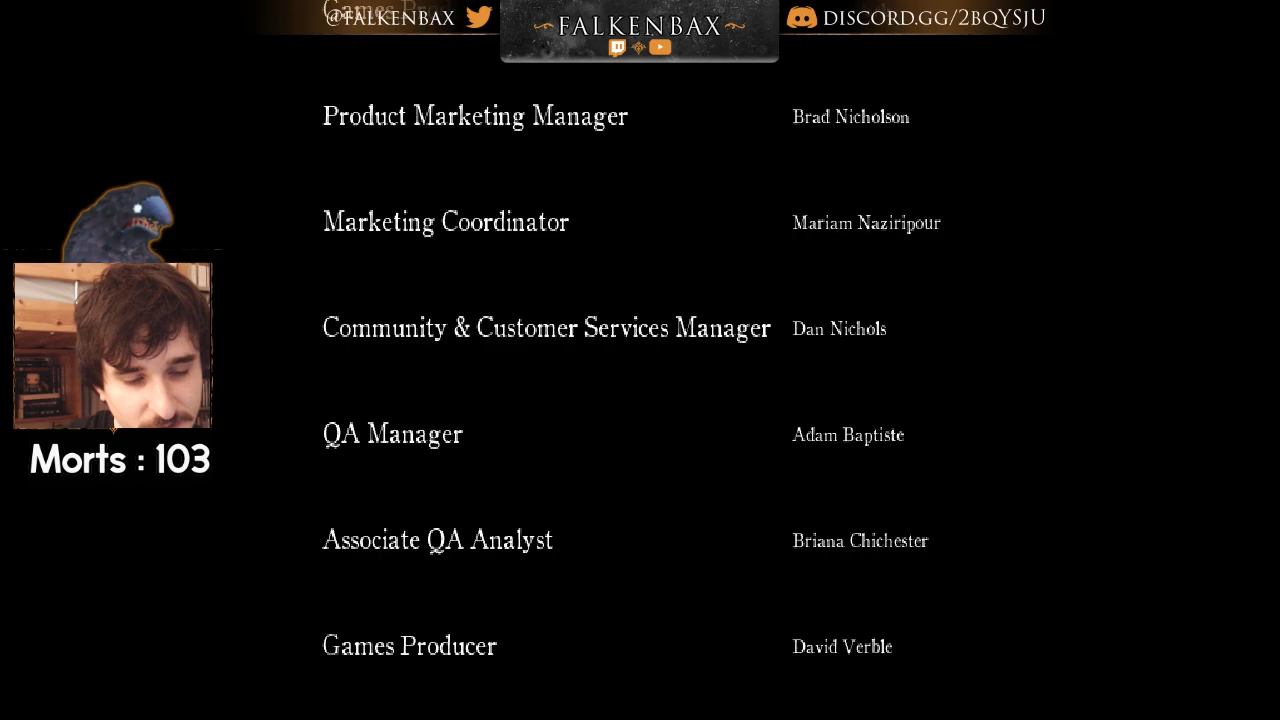 @FALKENBAX
FALKENBAX
DISCORD.GG/2BQYSJU
Product Marketing Manager Brad Nicholson
Marketing Coordinator Mariam Naziripour
Community & Customer Services Manager Dan Nichols
QA Manager Adam Baptiste
Morts : 103
Associate QA Analyst Briana Chichester
Games Producer David Verble